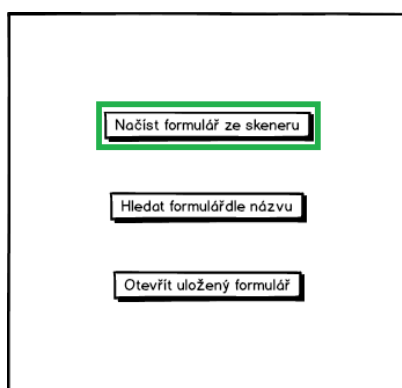 Načíst formulář ze skeneru
Hledat formulářdle názvu
Otevřít uložený formulář